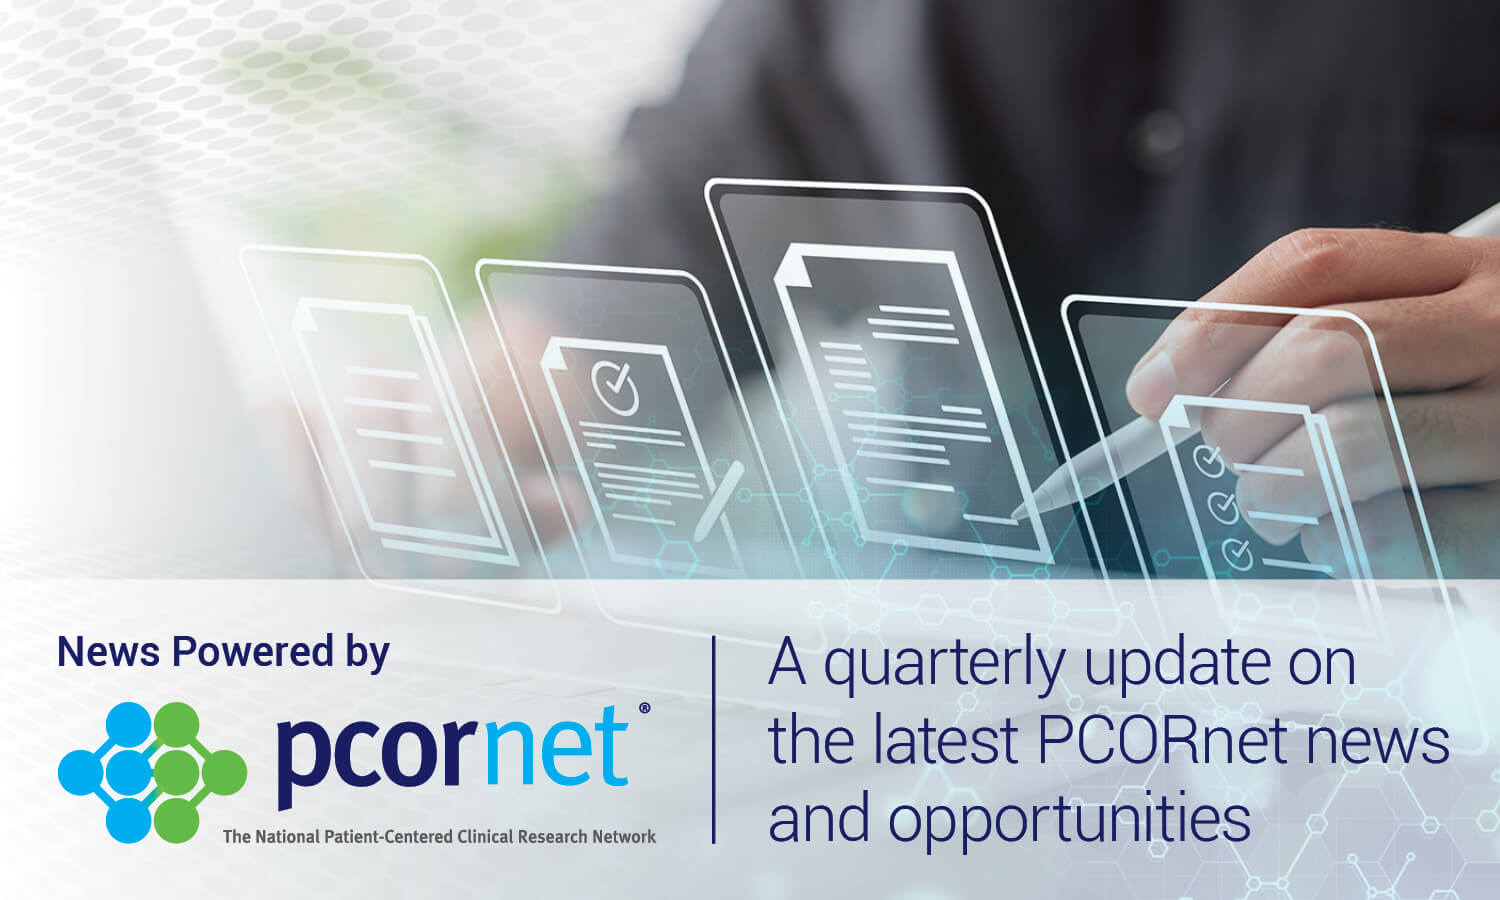 News Powered by
pcornet®
The National Patient-Centered Clinical Research Network
A quarterly update on
the latest PCORnet news
and opportunities